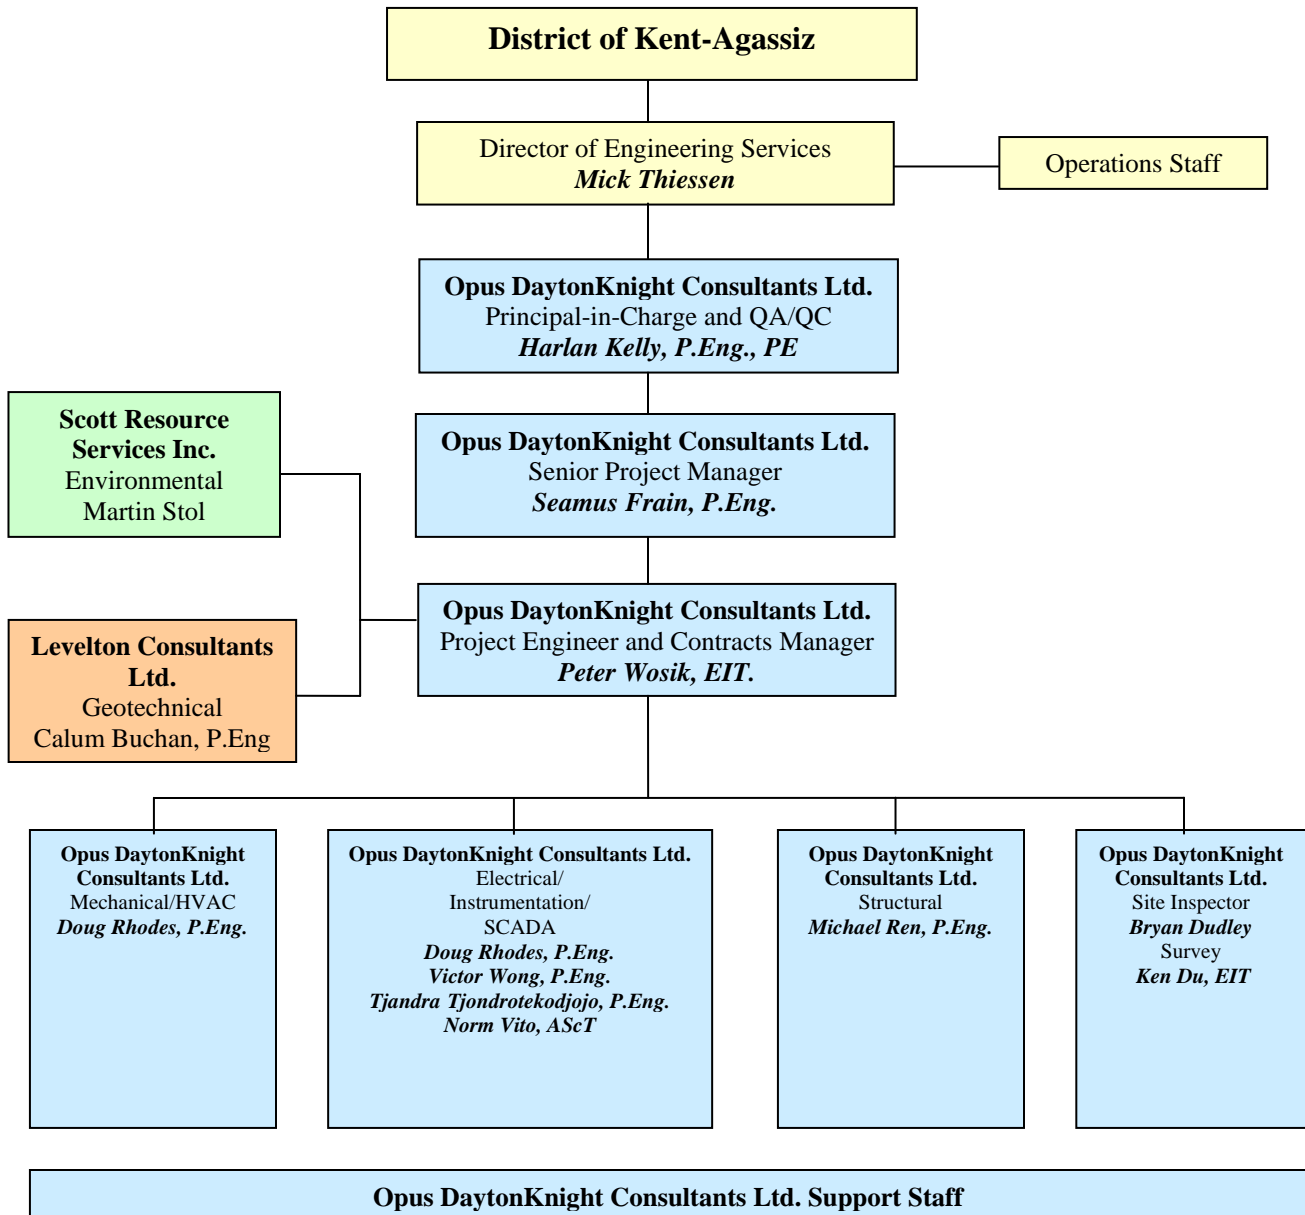 District of Kent-Agassiz
Director of Engineering Services
Mick Thiessen
Operations Staff
Opus DaytonKnight Consultants Ltd.
Principal-in-Charge and QA/QC
Harlan Kelly, P.Eng., PE
Scott Resource
Services Inc.
Environmental
Martin Stol
Opus DaytonKnight Consultants Ltd.
Senior Project Manager
Seamus Frain, P.Eng.
Opus DaytonKnight Consultants Ltd.
Project Engineer and Contracts Manager
Peter Wosik, EIT.
Levelton Consultants
Ltd.
Geotechnical
Calum Buchan, P.Eng
Opus DaytonKnight
Consultants Ltd.
Mechanical/HVAC
Doug Rhodes, P.Eng.
Opus DaytonKnight Consultants Ltd.
Electrical/
Instrumentation/
SCADA
Doug Rhodes, P.Eng.
Victor Wong, P.Eng.
Tjandra Tjondrotekodjojo, P.Eng.
Norm Vito, AScT
Opus DaytonKnight
Consultants Ltd.
Structural
Michael Ren, P.Eng.
Opus DaytonKnight
Consultants Ltd.
Site Inspector
Bryan Dudley
Survey
Ken Du, EIT
Opus DaytonKnight Consultants Ltd. Support Staff